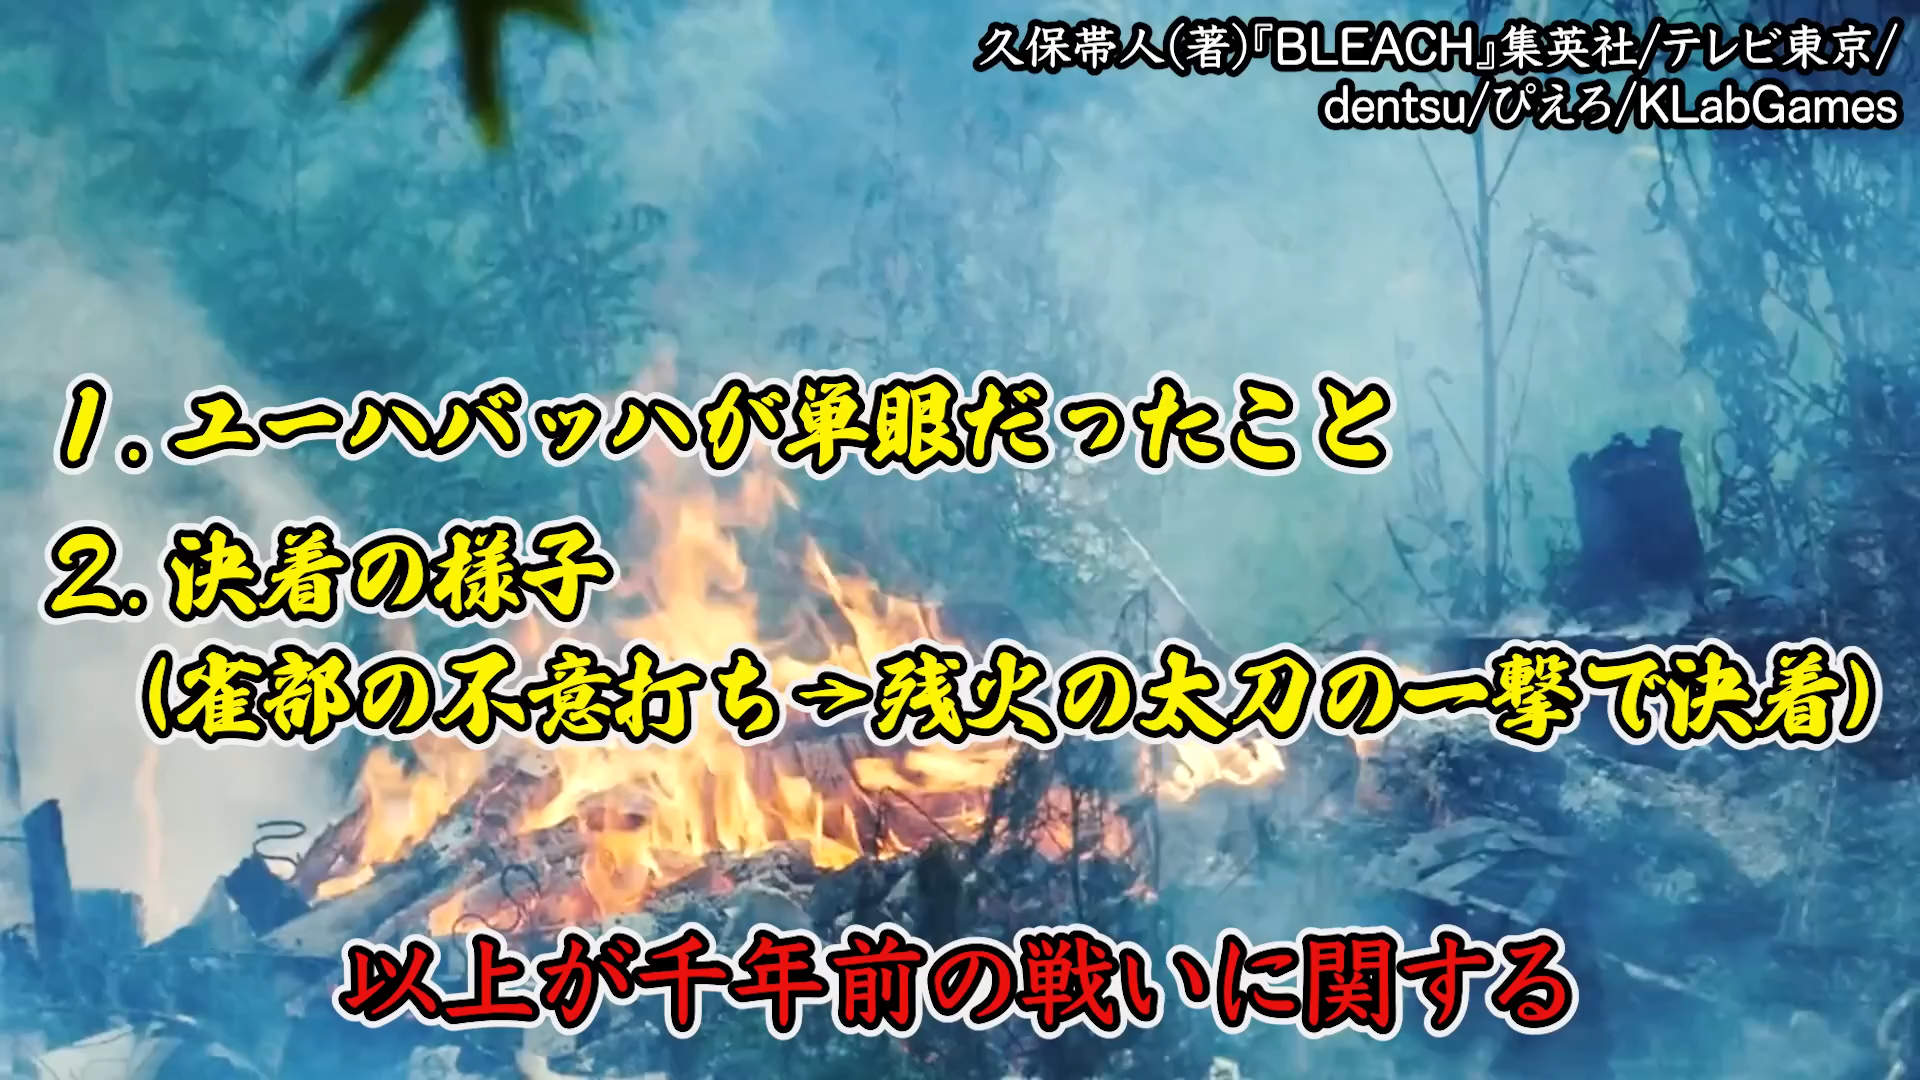 久保帯人(著)『BLEACH』集英社/テレビ東京/
dentsu/ぴえろ/KLabGames
1.ユーハバッハが単眼だったこと
2.決着の様子
(雀部の不意打ち→残火の太刀の一撃で決着)
以上が千年前の戦いに関する